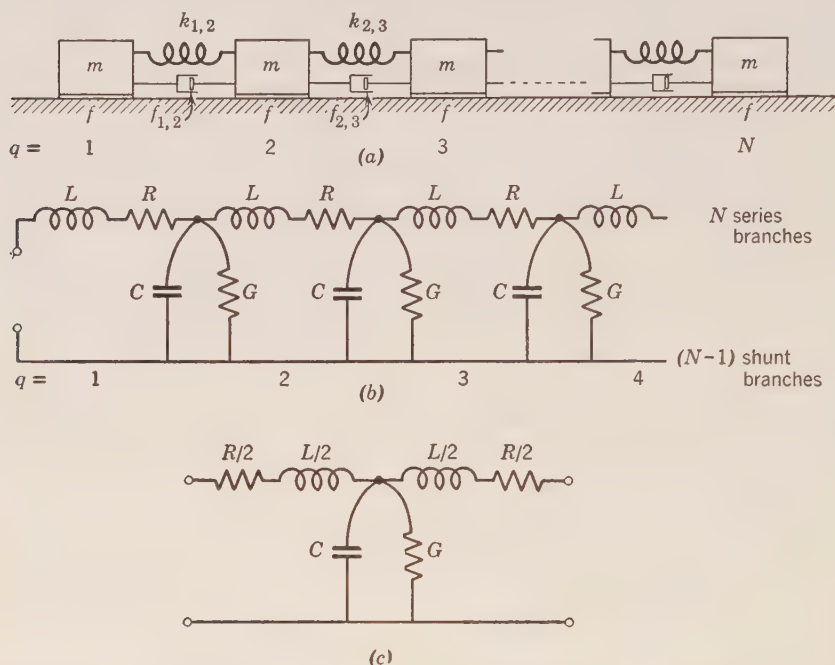 k₁,₂ k₂,₃
m m m m
f f₁,₂ f f₂,₃ f f
q = 1 2 3 N
(a)
L R L R L R L N series
branches
C G C G C G
(N−1) shunt
branches
q = 1 2 3 4
(b)
R/2 L/2 L/2 R/2
C G
(c)